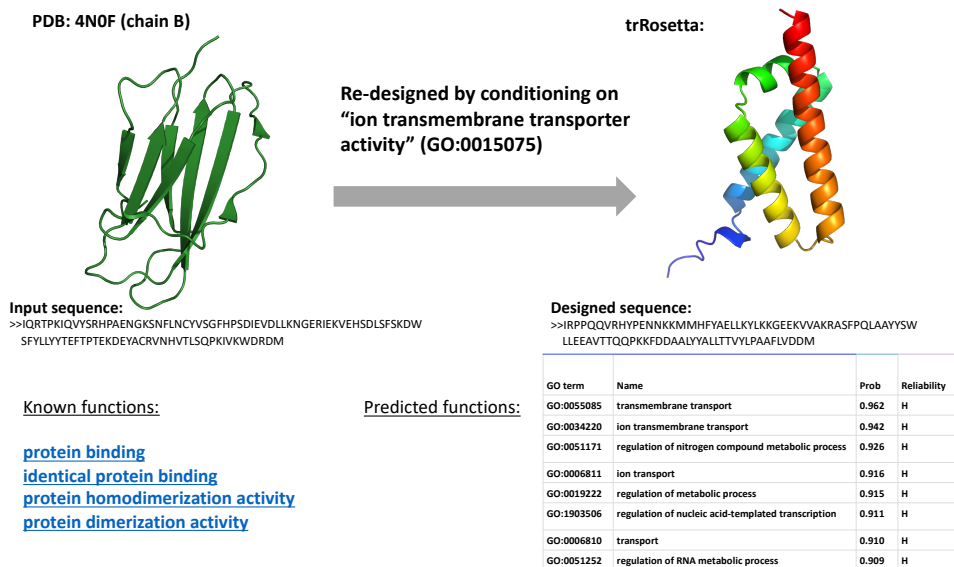 PDB: 4N0F (chain B)
trRosetta:
Re-designed by conditioning on
“ion transmembrane transporter
activity” (GO:0015075)
Input sequence:
>>IQRTPKIQVYSRHPAENGKSNFLNCYVSGFHPSDIEVDLLKNGERIEKVEHSDLSFSKDW
SFYLLYYTEFTPTEKDEYACRVNHVTLSQPKIVKWDRDM
Designed sequence:
>>IRPPQQVRHYPENNKKMMHFYAELLKYLKKGEEKVVAKRASFPQLAAYYSW
LLEEAVTTQQPKKFDDAALYYALLTTVYLPAAFLVDDM
Known functions:
protein binding
identical protein binding
protein homodimerization activity
protein dimerization activity
Predicted functions:
GO term Name Prob Reliability
GO:0055085 transmembrane transport 0.962 H
GO:0034220 ion transmembrane transport 0.942 H
GO:0051171 regulation of nitrogen compound metabolic process 0.926 H
GO:0006811 ion transport 0.916 H
GO:0019222 regulation of metabolic process 0.915 H
GO:1903506 regulation of nucleic acid-templated transcription 0.911 H
GO:0006810 transport 0.910 H
GO:0051252 regulation of RNA metabolic process 0.909 H